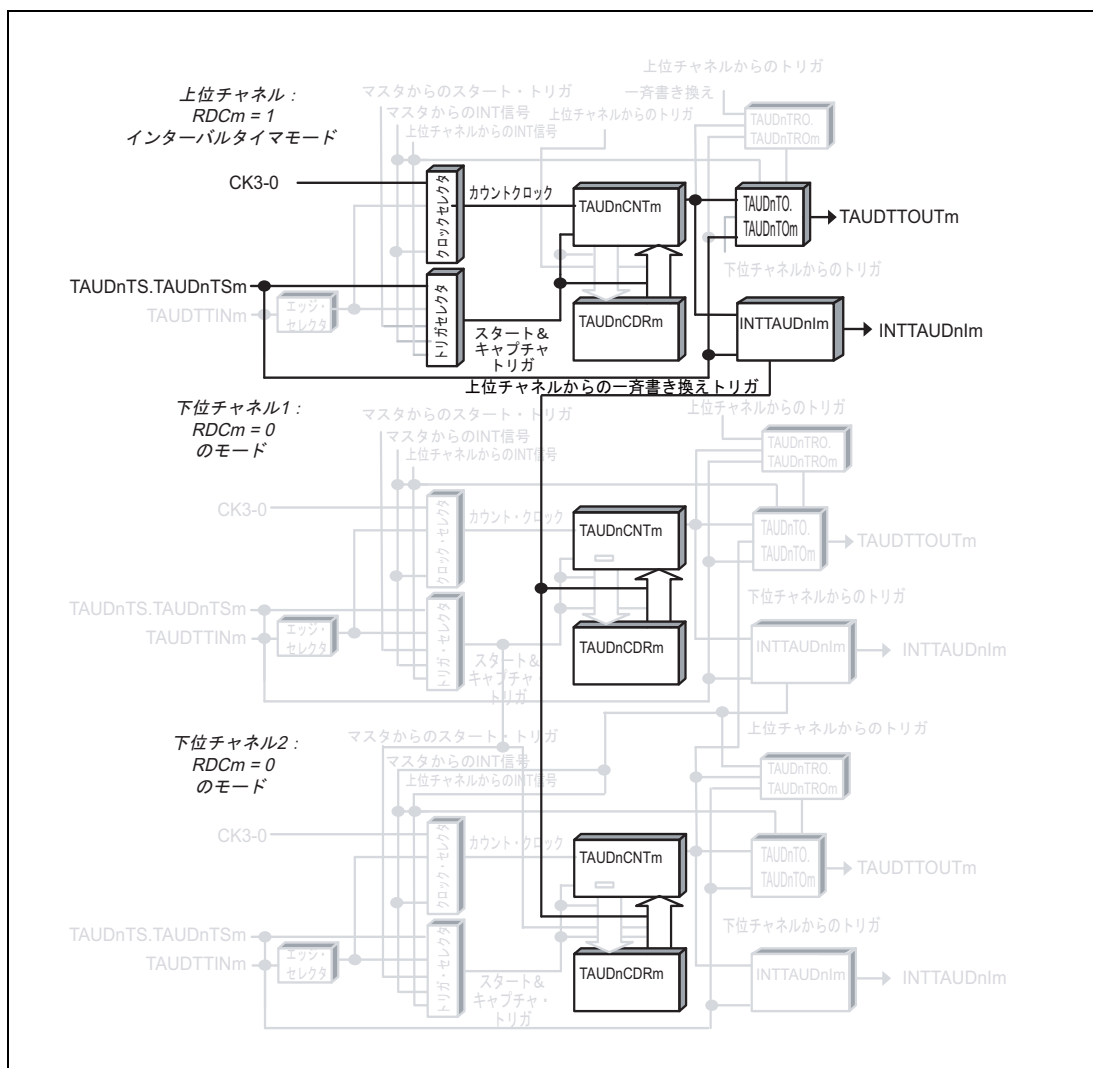 上位チャネルからのトリガ
一斉書き換え
TAUDnTRO.
TAUDnTROm
上位チャネル：
RDCm = 1
インターバルタイマモード
マスタからのスタート・トリガ
マスタからのINT信号
上位チャネルからのINT信号
上位チャネルからのトリガ
CK3-0
クロックセレクタ
カウントクロック
TAUDnCNTm
TAUDnTO.
TAUDnTOm
TAUDTTOUTm
下位チャネルからのトリガ
TAUDnTS.TAUDnTSm
TAUDTTINm
エッジ・
セレクタ
トリガセレクタ
スタート＆
キャプチャ
トリガ
TAUDnCDRm
INTTAUDnIm
INTTAUDnIm
上位チャネルからの一斉書き換えトリガ
下位チャネル1：
RDCm = 0
のモード
マスタからのスタート・トリガ
マスタからのINT信号
上位チャネルからのINT信号
上位チャネルからのトリガ
TAUDnTRO.
TAUDnTROm
CK3-0
クロック・セレクタ
カウント・クロック
TAUDnCNTm
TAUDnTO.
TAUDnTOm
TAUDTTOUTm
下位チャネルからのトリガ
TAUDnTS.TAUDnTSm
TAUDTTINm
エッジ・
セレクタ
トリガ・セレクタ
スタート＆
キャプチャ・
トリガ
TAUDnCDRm
INTTAUDnIm
INTTAUDnIm
下位チャネル2：
RDCm = 0
のモード
マスタからのスタート・トリガ
マスタからのINT信号
上位チャネルからのINT信号
上位チャネルからのトリガ
TAUDnTRO.
TAUDnTROm
CK3-0
クロック・セレクタ
カウント・クロック
TAUDnCNTm
TAUDnTO.
TAUDnTOm
TAUDTTOUTm
下位チャネルからのトリガ
TAUDnTS.TAUDnTSm
TAUDTTINm
エッジ・
セレクタ
トリガ・セレクタ
スタート＆
キャプチャ・
トリガ
TAUDnCDRm
INTTAUDnIm
INTTAUDnIm